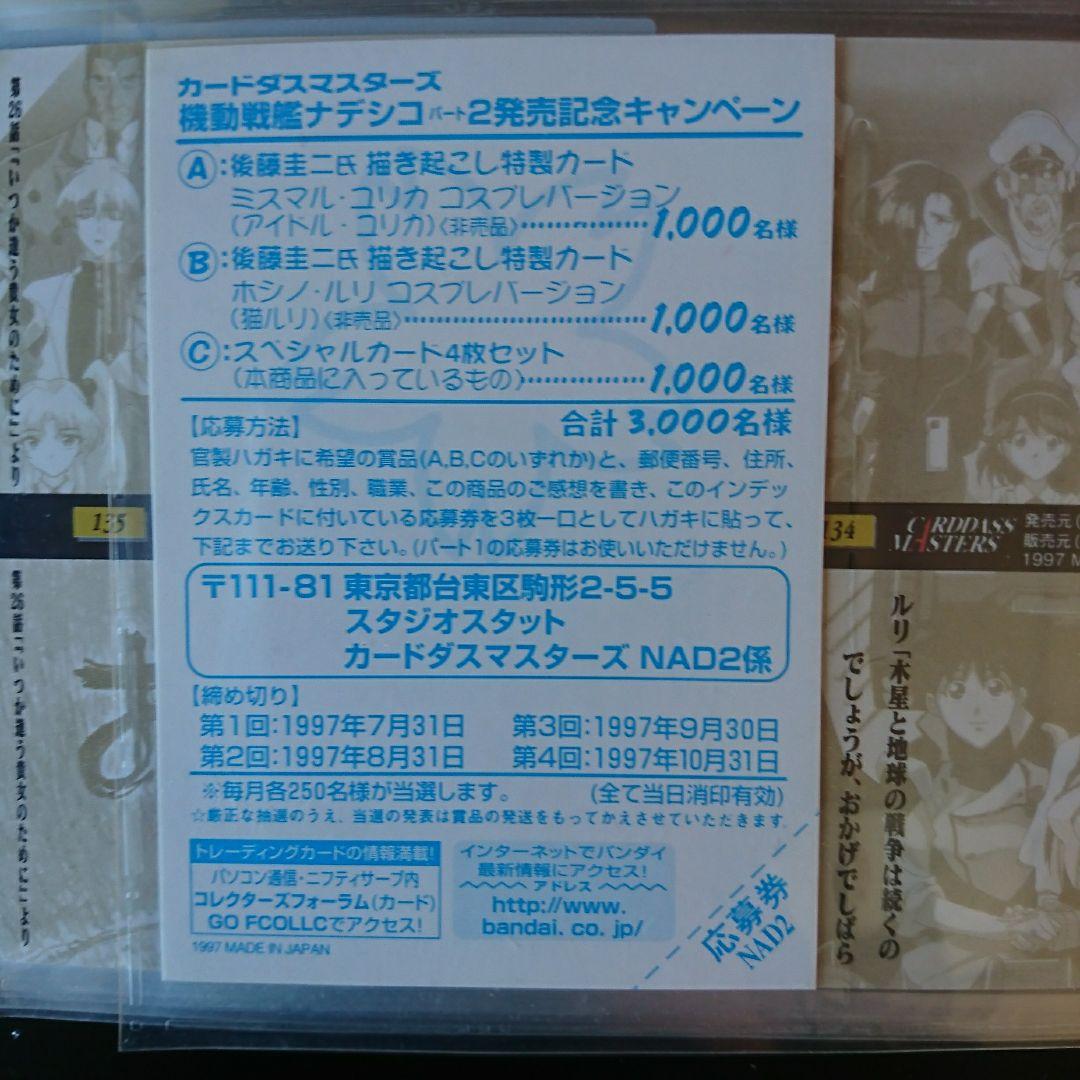 カードダスマスターズ
機動戦艦ナデシコパート2発売記念キャンペーン
Ⓐ:後藤圭二氏 描き起こし特製カード
ミスマル・ユリカ コスプレバージョン
(アイドル・ユリカ)〈非売品〉……………1,000名様
Ⓑ:後藤圭二氏 描き起こし特製カード
ホシノ・ルリ コスプレバージョン
(猫ルリ)〈非売品〉…………………………1,000名様
Ⓒ:スペシャルカード4枚セット
(本商品に入っているもの)……………1,000名様
合計 3,000名様
【応募方法】
官製ハガキに希望の賞品(A,B,Cのいずれか)と、郵便番号、住所、
氏名、年齢、性別、職業、この商品のご感想を書き、このインデッ
クスカードに付いている応募券を3枚一口としてハガキに貼って、
下記までお送り下さい。(パート1の応募券はお使いいただけません。)
〒111-81 東京都台東区駒形2-5-5
スタジオスタット
カードダスマスターズ NAD2係
【締め切り】
第1回:1997年7月31日 第3回:1997年9月30日
第2回:1997年8月31日 第4回:1997年10月31日
※毎月各250名様が当選します。 (全て当日消印有効)
☆厳正な抽選のうえ、当選の発表は賞品の発送をもってかえさせていただきます。
トレーディングカードの情報満載!
パソコン通信・ニフティサーブ内
コレクターズフォーラム(カード)
GO FCOLLCでアクセス!
1997 MADE IN JAPAN
インターネットでバンダイ
最新情報にアクセス!
アドレス
http://www.
bandai.co.jp/
応募券
NAD2
第26話「いつか逢う貴女のために」より
135
第26話「いつか逢う貴女のために」より
134
CARDDASS
MASTERS
発売元(
販売元(
1997 M
ルリ「木星と地球の戦争は続くの
でしょうが、おかげでしばら